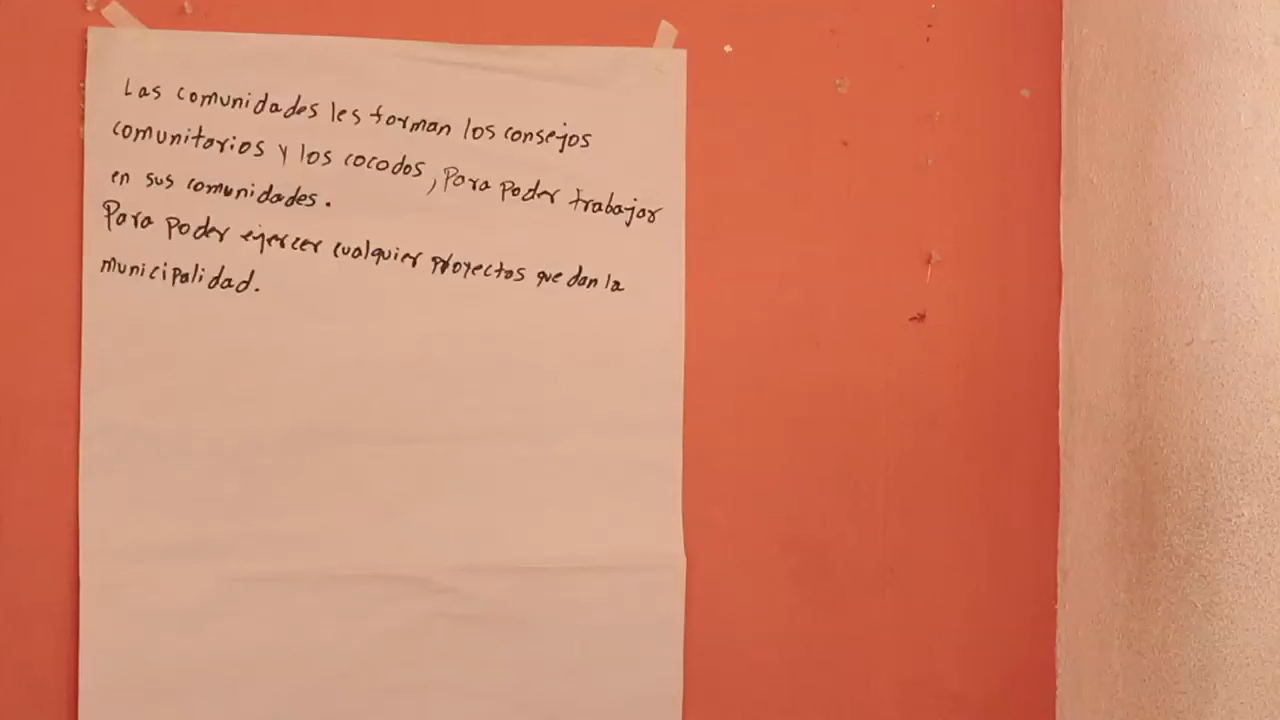 Las comunidades les forman los consejos
comunitarios y los cocodos, Para poder trabajar
en sus comunidades.
Para poder ejercer cualquier proyectos que dan la
municipalidad.